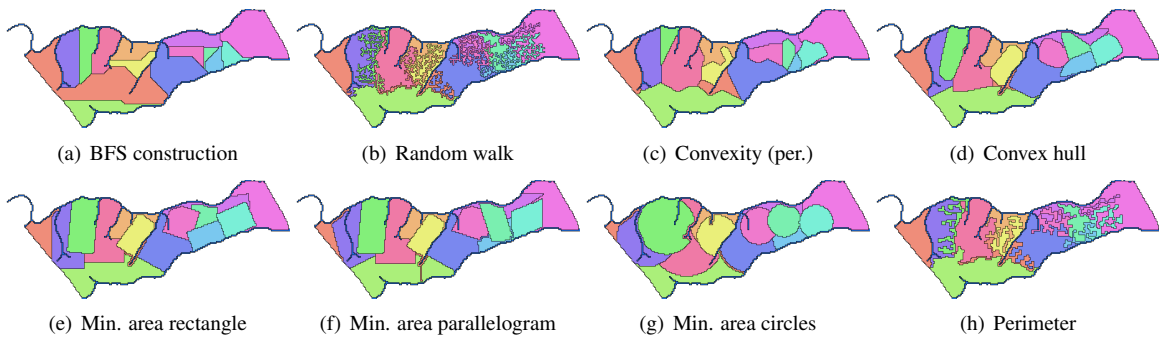 (a) BFS construction
(b) Random walk
(c) Convexity (per.)
(d) Convex hull
(e) Min. area rectangle
(f) Min. area parallelogram
(g) Min. area circles
(h) Perimeter